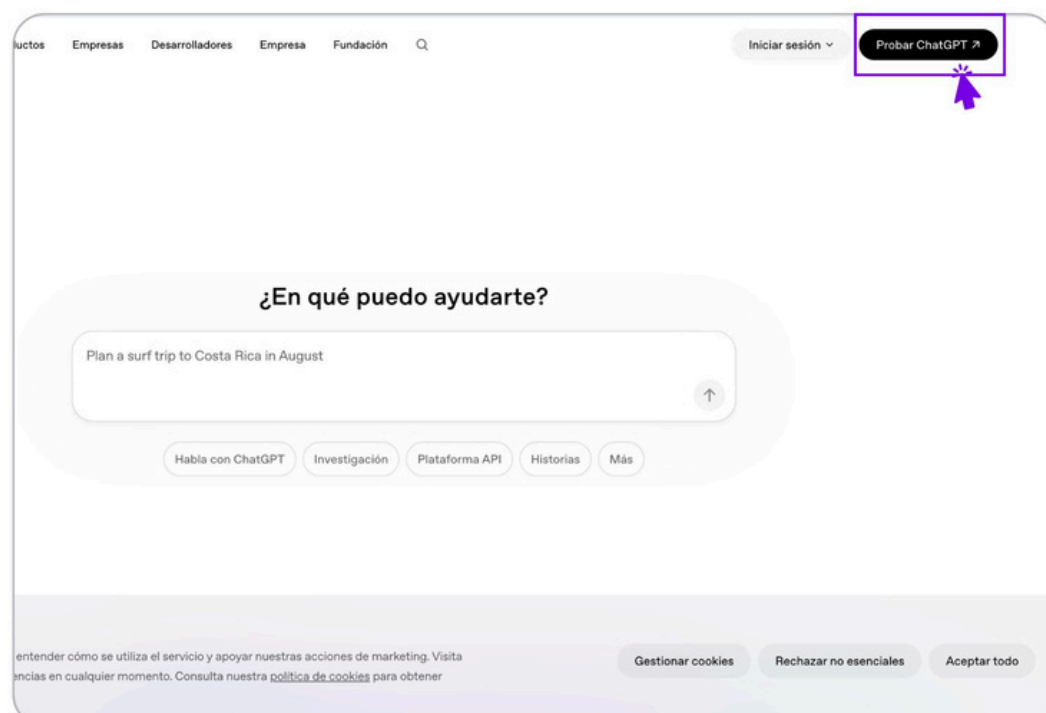 uctos Empresas Desarrolladores Empresa Fundación Iniciar sesión Probar ChatGPT
¿En qué puedo ayudarte?
Plan a surf trip to Costa Rica in August
Habla con ChatGPT Investigación Plataforma API Historias Más
entender cómo se utiliza el servicio y apoyar nuestras acciones de marketing. Visita
encias en cualquier momento. Consulta nuestra política de cookies para obtener
Gestionar cookies Rechazar no esenciales Aceptar todo